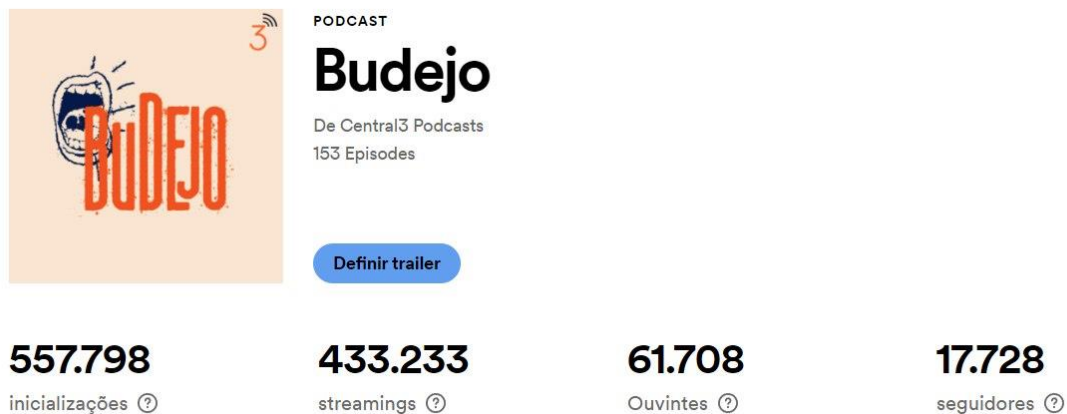 3
BUDEJO
PODCAST
Budejo
De Central3 Podcasts
153 Episodes
Definir trailer
557.798
inicializações ?
433.233
streamings ?
61.708
Ouvintes ?
17.728
seguidores ?